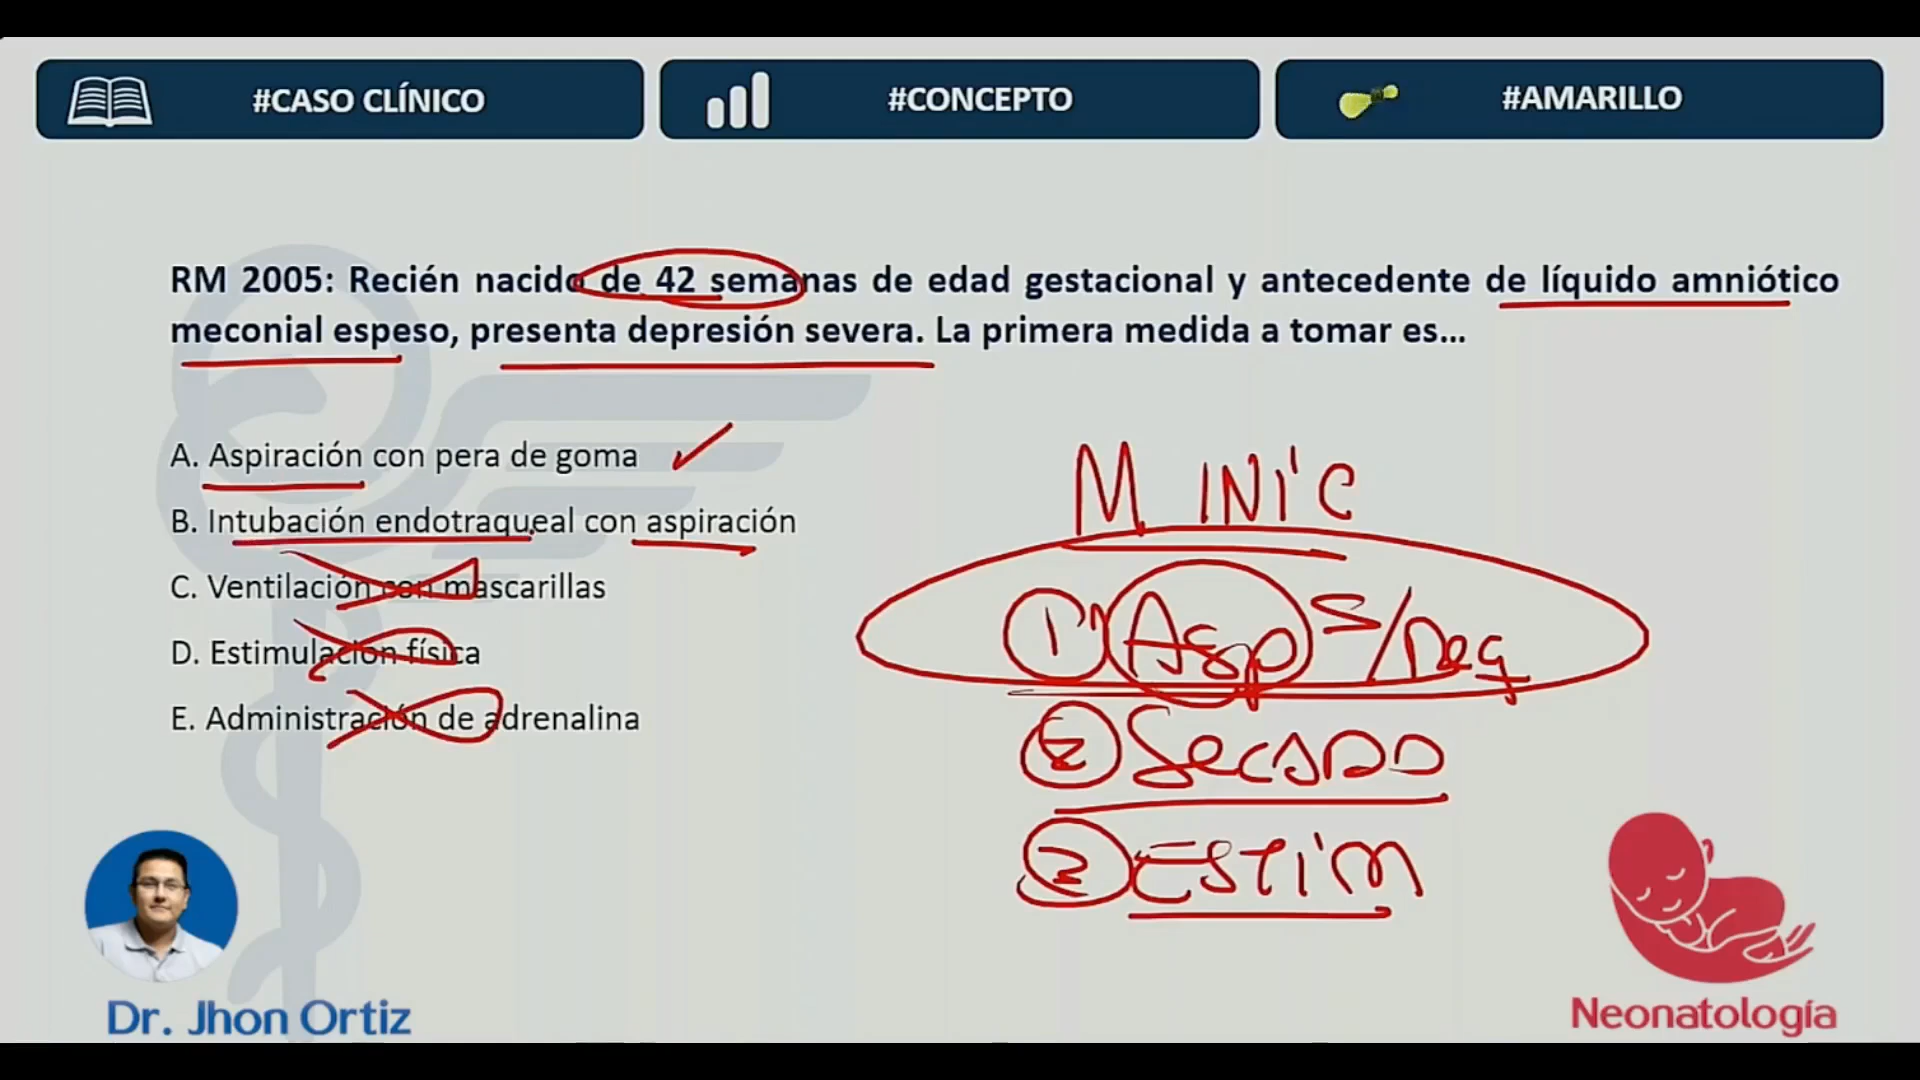 #CASO CLÍNICO
#CONCEPTO
#AMARILLO
RM 2005: Recién nacido de 42 semanas de edad gestacional y antecedente de líquido amniótico
meconial espeso, presenta depresión severa. La primera medida a tomar es...
A. Aspiración con pera de goma
B. Intubación endotraqueal con aspiración
C. Ventilación con mascarillas
D. Estimulación física
E. Administración de adrenalina
M INIC
1 Asp S/Deg
2 SECADO
ESTIM
Dr. Jhon Ortiz
Neonatología